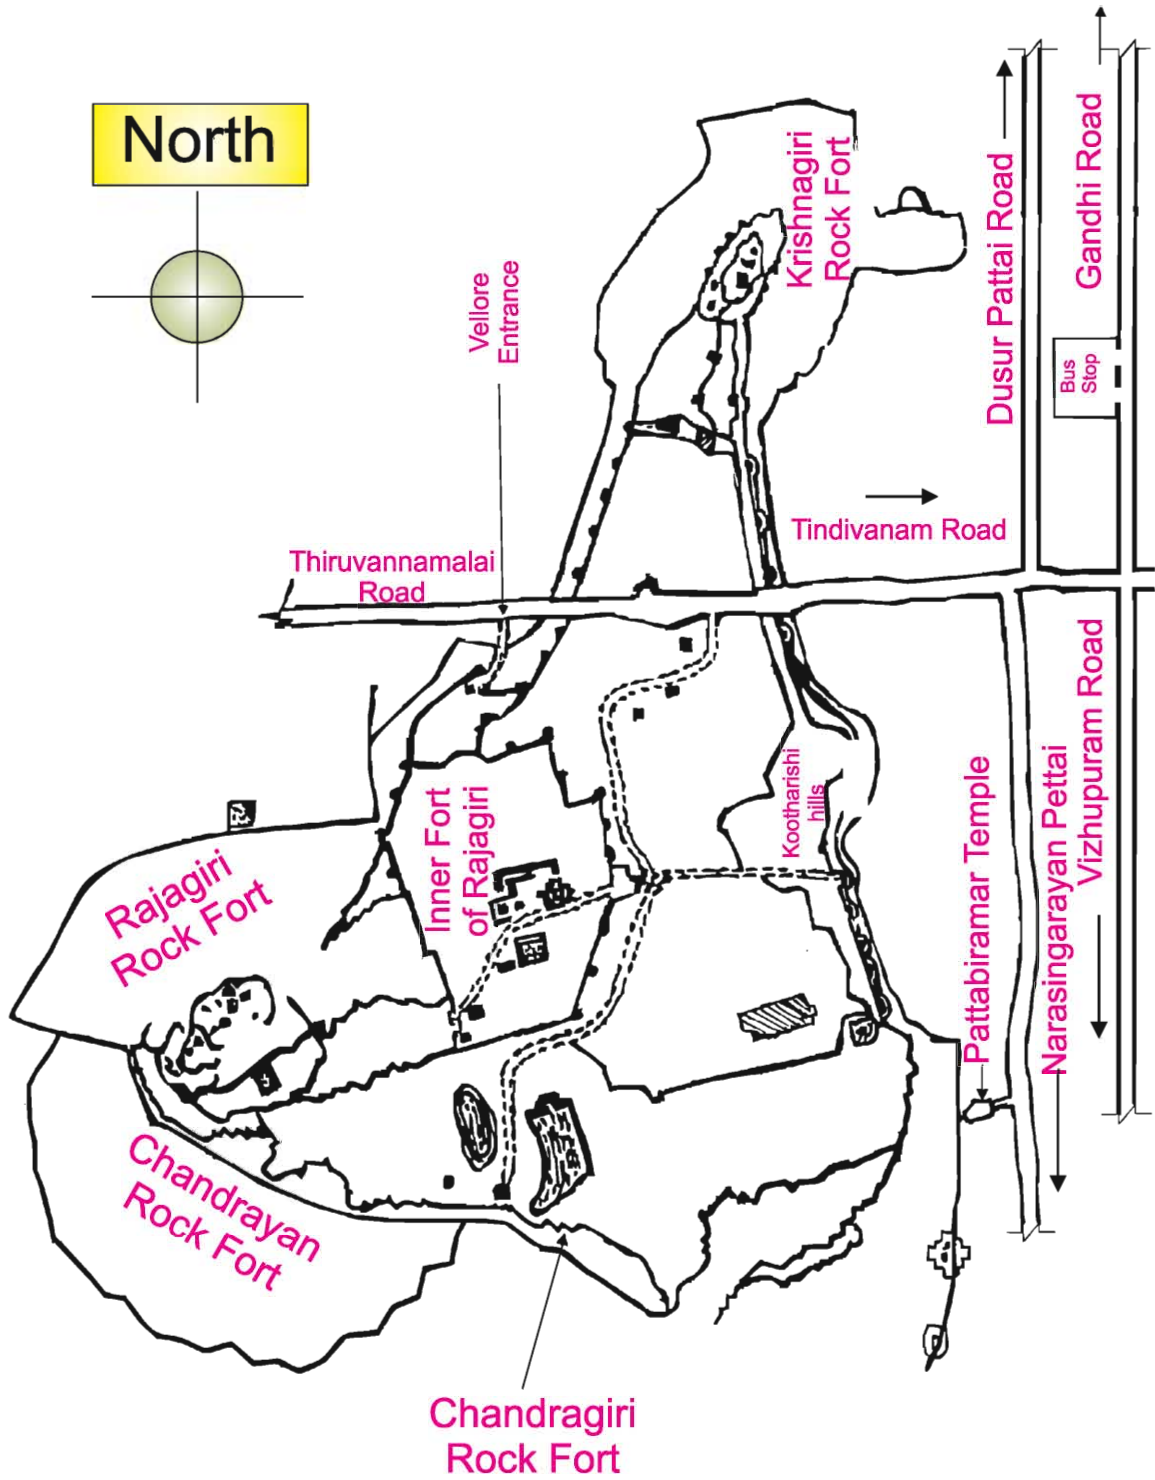 North
Krishnagiri
Rock Fort
Dusur Pattai Road
Gandhi Road
Vellore
Entrance
Bus
Stop
Tindivanam Road
Thiruvannamalai
Road
Kootharishi
hills
Inner Fort
of Rajagiri
Rajagiri
Rock Fort
Pattabiramar Temple
Narasingarayan Pettai
Vizhupuram Road
Chandrayan
Rock Fort
Chandragiri
Rock Fort